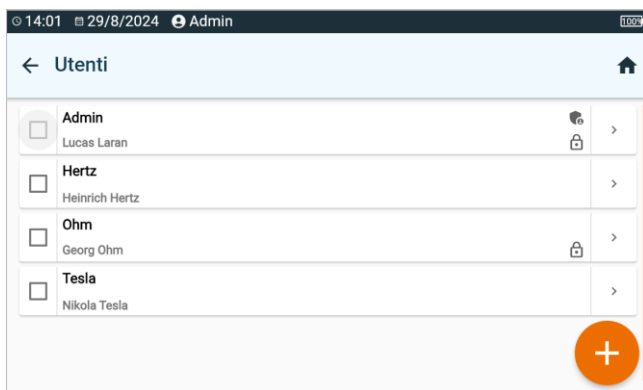 14:01 29/8/2024 Admin 100%
Utenti
Admin
Lucas Laran
Hertz
Heinrich Hertz
Ohm
Georg Ohm
Tesla
Nikola Tesla